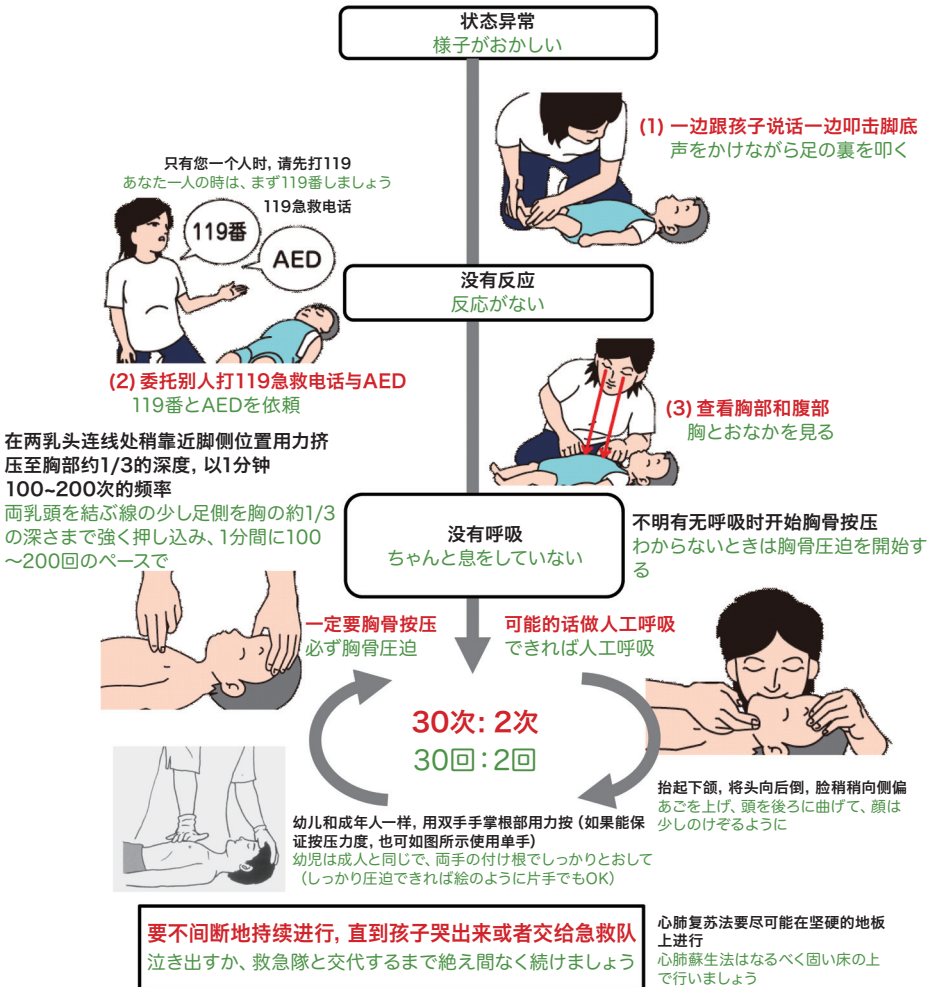 状态异常
様子がおかしい
(1) 一边跟孩子说话一边叩击脚底
声をかけながら足の裏を叩く
只有您一个人时, 请先打119
あなた一人の時は、まず119番しましょう
119急救电话
119番
AED
没有反应
反応がない
(2) 委托别人打119急救电话与AED
119番とAEDを依頼
(3) 查看胸部和腹部
胸とおなかを見る
在两乳头连线处稍靠近脚侧位置用力挤
压至胸部约1/3的深度, 以1分钟
100~200次的频率
両乳頭を結ぶ線の少し足側を胸の約1/3
の深さまで強く押し込み、1分間に100
～200回のペースで
没有呼吸
ちゃんと息をしていない
不明有无呼吸时开始胸骨按压
わからないときは胸骨圧迫を開始す
る
一定要胸骨按压
必ず胸骨圧迫
可能的话做人工呼吸
できれば人工呼吸
30次: 2次
30回：2回
抬起下颌, 将头向后倒, 脸稍稍向侧偏
あごを上げ、頭を後ろに曲げて、顔は
少しのけぞるように
幼儿和成年人一样, 用双手手掌根部用力按 (如果能保
证按压力度, 也可如图所示使用单手)
幼児は成人と同じで、両手の付け根でしっかりとおして
（しっかり圧迫できれば絵のように片手でもOK）
要不间断地持续进行, 直到孩子哭出来或者交给急救队
泣き出すか、救急隊と交代するまで絶え間なく続けましょう
心肺复苏法要尽可能在坚硬的地板
上进行
心肺蘇生法はなるべく固い床の上
で行いましょう